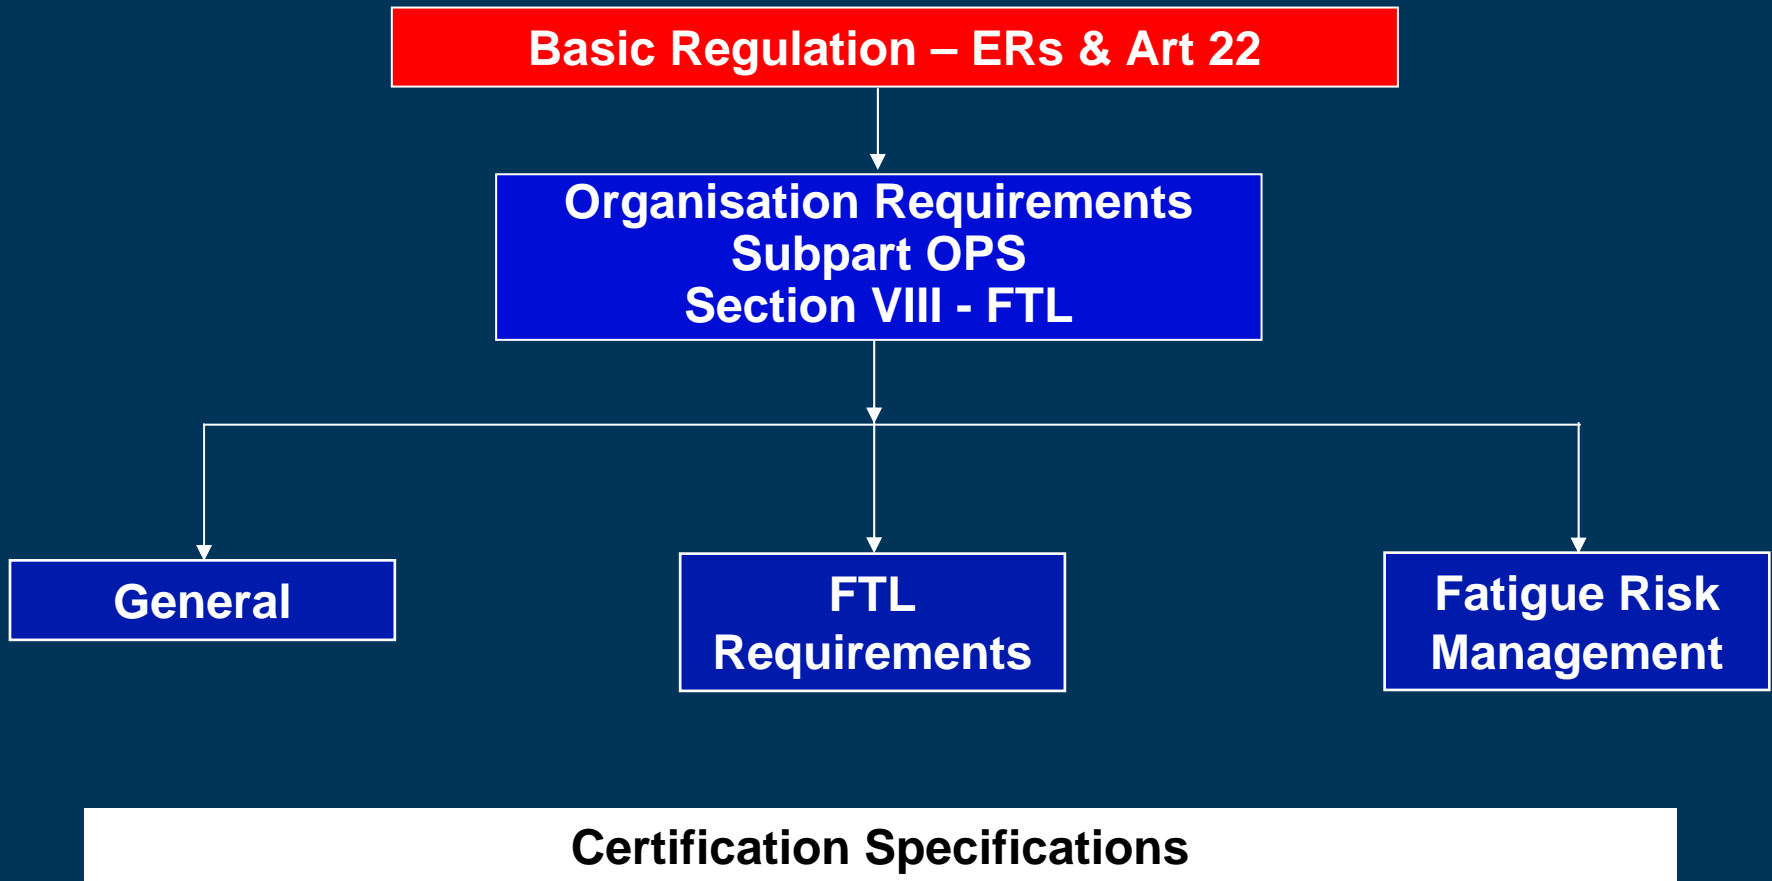 Basic Regulation – ERs & Art 22
Organisation Requirements
Subpart OPS
Section VIII - FTL
General
FTL
Requirements
Fatigue Risk
Management
Certification Specifications